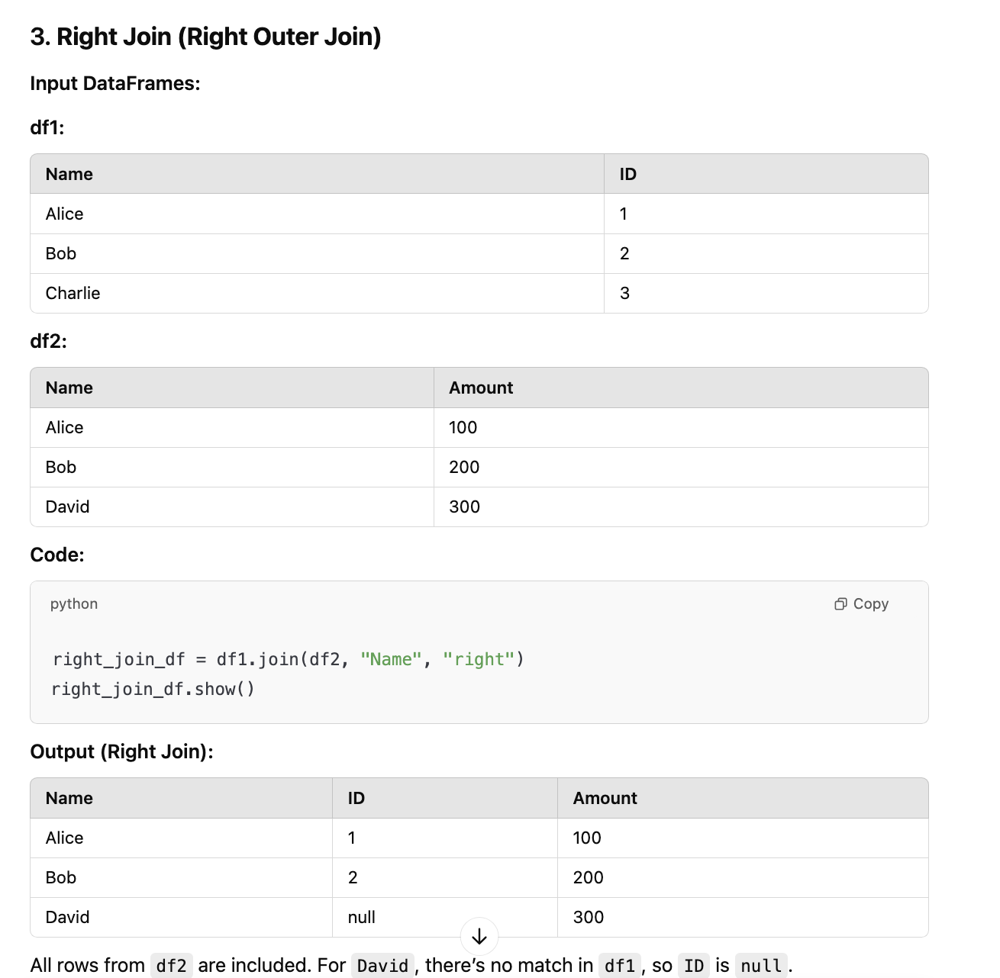 3. Right Join (Right Outer Join)
Input DataFrames:
df1:
Name ID
Alice 1
Bob 2
Charlie 3
df2:
Name Amount
Alice 100
Bob 200
David 300
Code:
python Copy
right_join_df = df1.join(df2, "Name", "right")
right_join_df.show()
Output (Right Join):
Name ID Amount
Alice 1 100
Bob 2 200
David null 300
All rows from df2 are included. For David, there’s no match in df1, so ID is null.